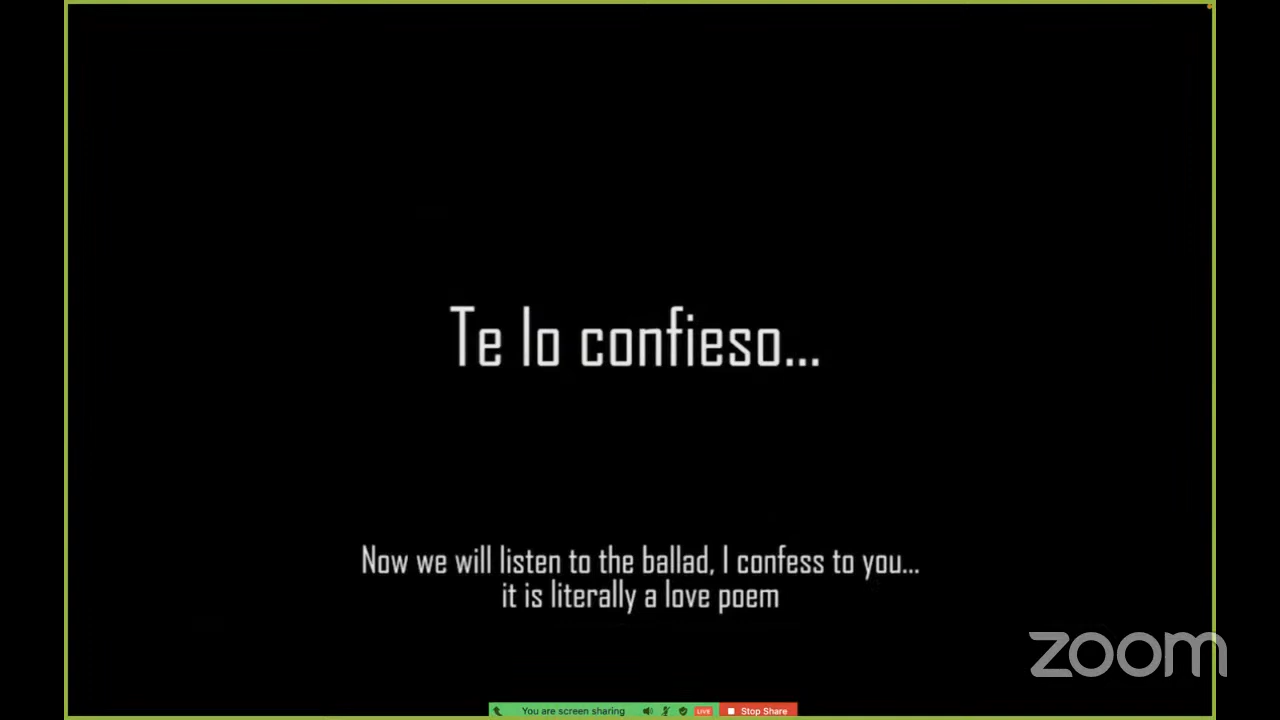 Te lo confieso...
Now we will listen to the ballad, I confess to you...
it is literally a love poem
zoom
You are screen sharing
LIVE
Stop Share